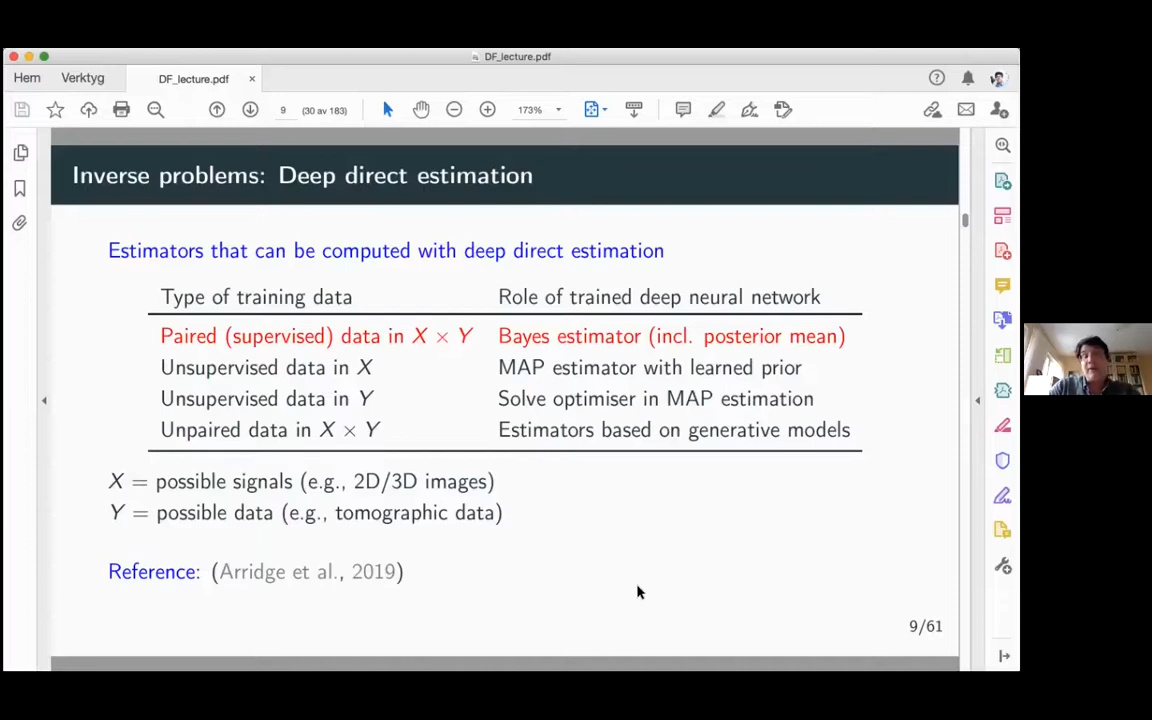 DF_lecture.pdf
Hem Verktyg DF_lecture.pdf ×
9 (30 av 183) 173%
Inverse problems: Deep direct estimation
Estimators that can be computed with deep direct estimation
Type of training data Role of trained deep neural network
Paired (supervised) data in X × Y Bayes estimator (incl. posterior mean)
Unsupervised data in X MAP estimator with learned prior
Unsupervised data in Y Solve optimiser in MAP estimation
Unpaired data in X × Y Estimators based on generative models
X = possible signals (e.g., 2D/3D images)
Y = possible data (e.g., tomographic data)
Reference: (Arridge et al., 2019)
9/61